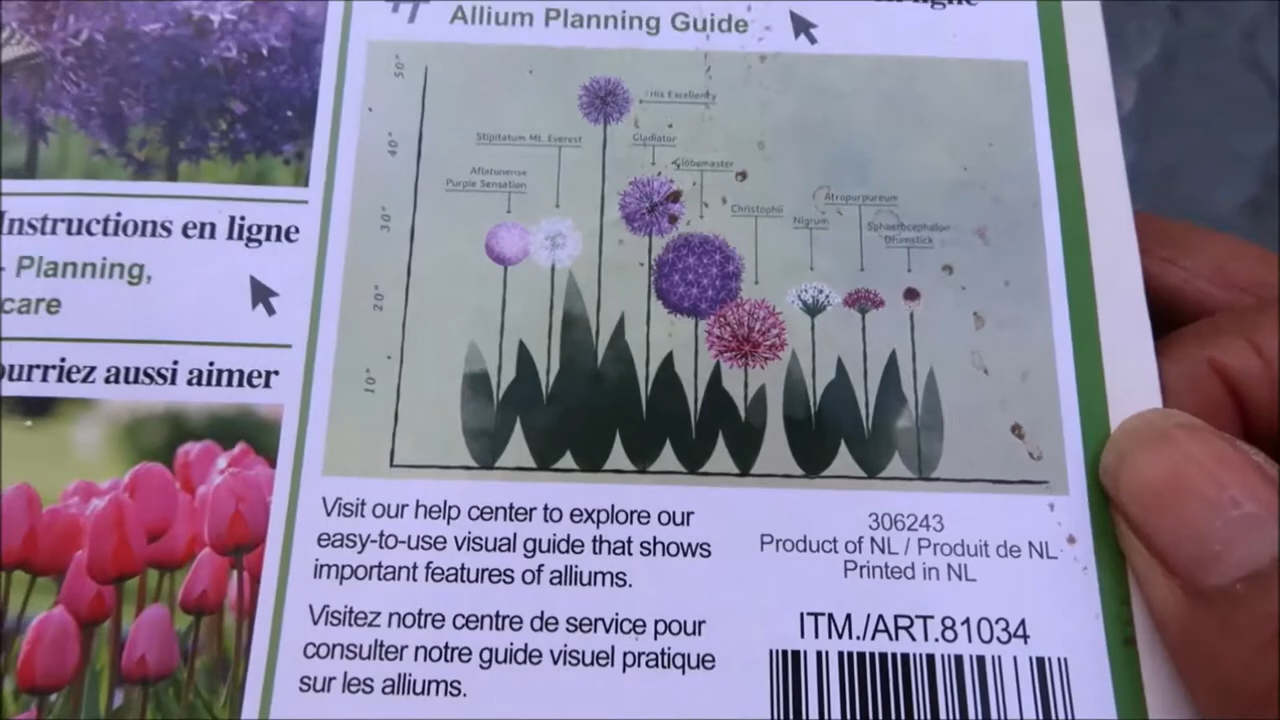 Allium Planning Guide
50"
40"
30"
20"
10"
His Excellency
Stipitatum Mt. Everest
Gladiator
Aflatunense
Purple Sensation
Globemaster
Christophii
Nigrum
Atropurpureum
Sphaerocephalon
Drumstick
Instructions en ligne
- Planning,
care
ourriez aussi aimer
Visit our help center to explore our
easy-to-use visual guide that shows
important features of alliums.
Visitez notre centre de service pour
consulter notre guide visuel pratique
sur les alliums.
306243
Product of NL / Produit de NL
Printed in NL
ITM./ART.81034